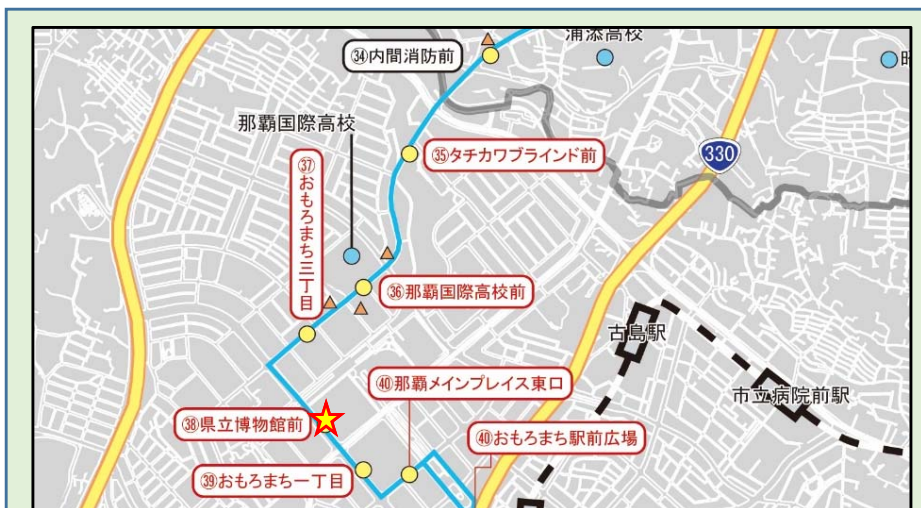 浦添高校
㉞内間消防前
那覇国際高校
㉟タチカワブラインド前
330
㊲おもろまち三丁目
㊱那覇国際高校前
古島駅
㊵那覇メインプレイス東口
市立病院前駅
㊳県立博物館前
㊵おもろまち駅前広場
㊴おもろまち一丁目